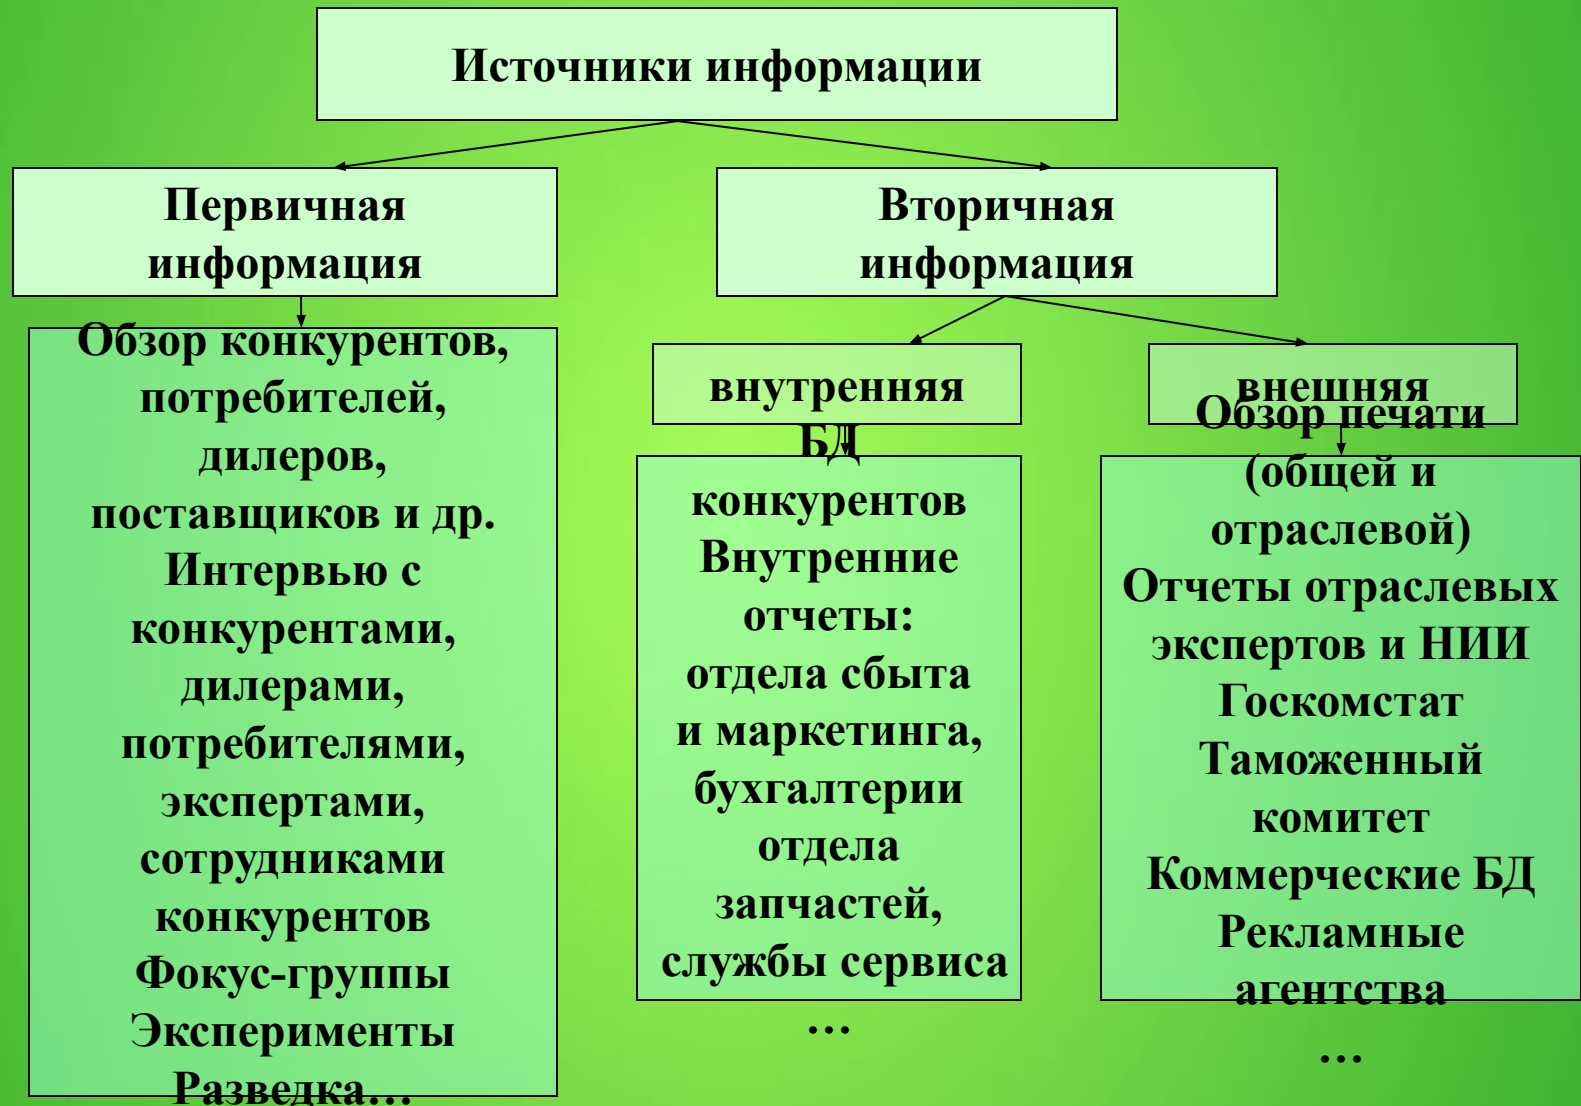 Источники информации
Первичная
информация
Вторичная
информация
Обзор конкурентов,
потребителей,
дилеров,
поставщиков и др.
Интервью с
конкурентами,
дилерами,
потребителями,
экспертами,
сотрудниками
конкурентов
Фокус-группы
Эксперименты
Разведка…
внутренняя
БД
конкурентов
Внутренние
отчеты:
отдела сбыта
и маркетинга,
бухгалтерии
отдела
запчастей,
службы сервиса
…
внешняя
Обзор печати
(общей и
отраслевой)
Отчеты отраслевых
экспертов и НИИ
Госкомстат
Таможенный
комитет
Коммерческие БД
Рекламные
агентства
…